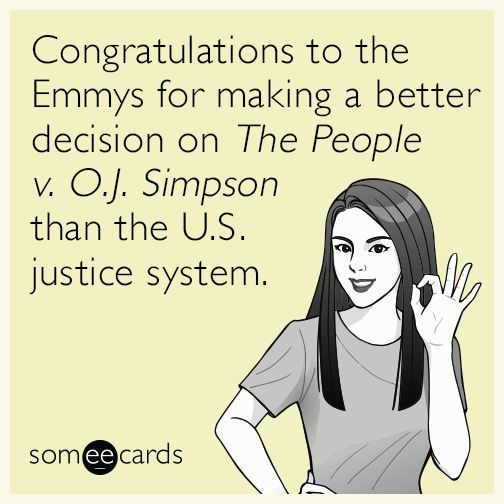 Congratulations to the
Emmys for making a better
decision on The People
v. O.J. Simpson
than the U.S.
justice system.
someecards